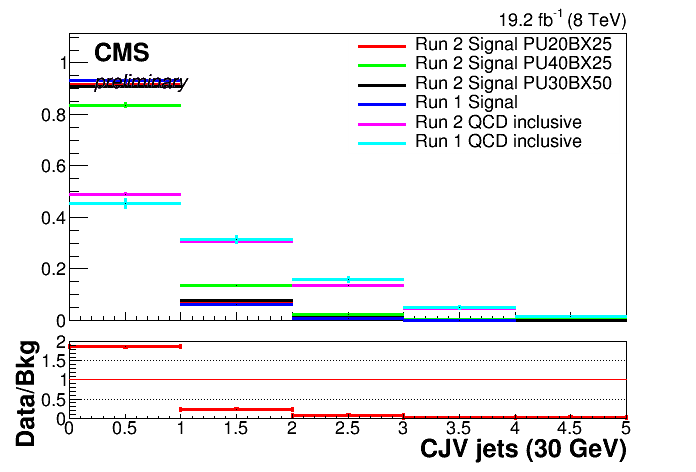 19.2 fb-1 (8 TeV)
CMS
preliminary
Run 2 Signal PU20BX25
Run 2 Signal PU40BX25
Run 2 Signal PU30BX50
Run 1 Signal
Run 2 QCD inclusive
Run 1 QCD inclusive
1
0.8
0.6
0.4
0.2
0
Data/Bkg
2
1.5
1
0.5
0
0 0.5 1 1.5 2 2.5 3 3.5 4 4.5 5
CJV jets (30 GeV)